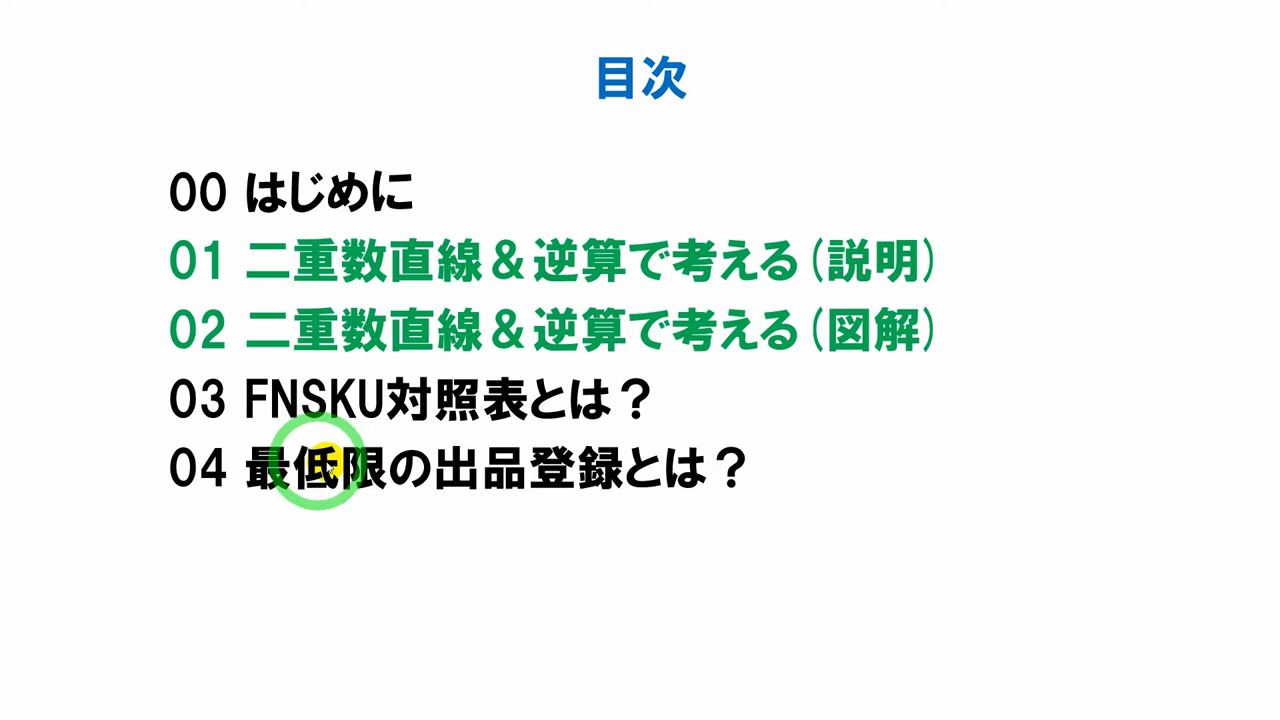 目次
00 はじめに
01 二重数直線＆逆算で考える(説明)
02 二重数直線＆逆算で考える(図解)
03 FNSKU対照表とは？
04 最低限の出品登録とは？